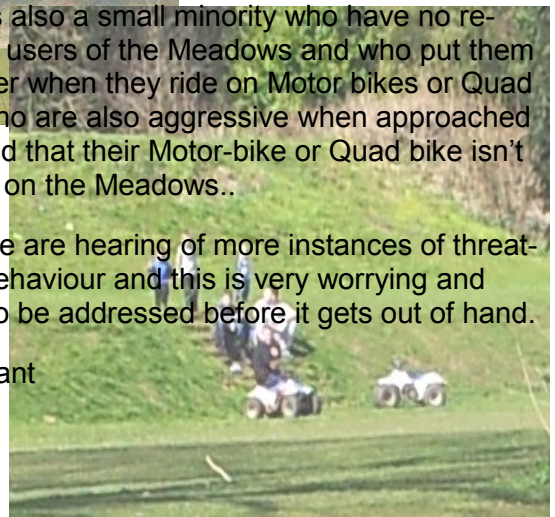 s also a small minority who have no re-
users of the Meadows and who put them
er when they ride on Motor bikes or Quad
ho are also aggressive when approached
d that their Motor-bike or Quad bike isn't
on the Meadows..
e are hearing of more instances of threat-
ehaviour and this is very worrying and
o be addressed before it gets out of hand.
ant